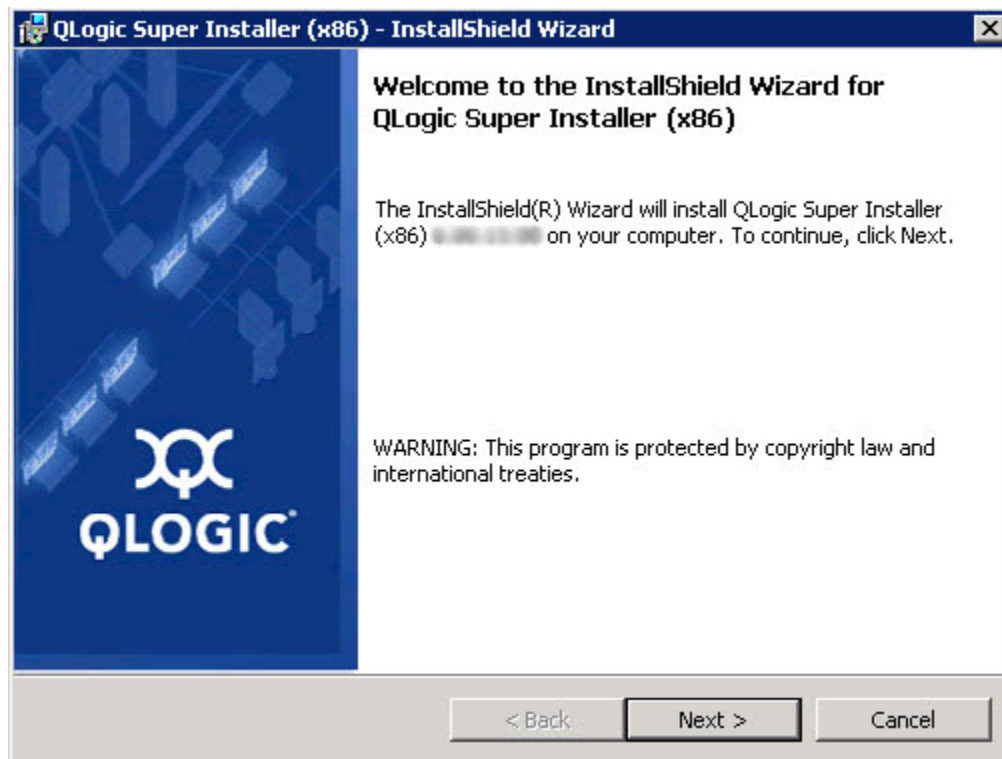 QLogic Super Installer (x86) - InstallShield Wizard
Welcome to the InstallShield Wizard for
QLogic Super Installer (x86)
The InstallShield(R) Wizard will install QLogic Super Installer
(x86) on your computer. To continue, click Next.
WARNING: This program is protected by copyright law and
international treaties.
QLOGIC
< Back
Next >
Cancel